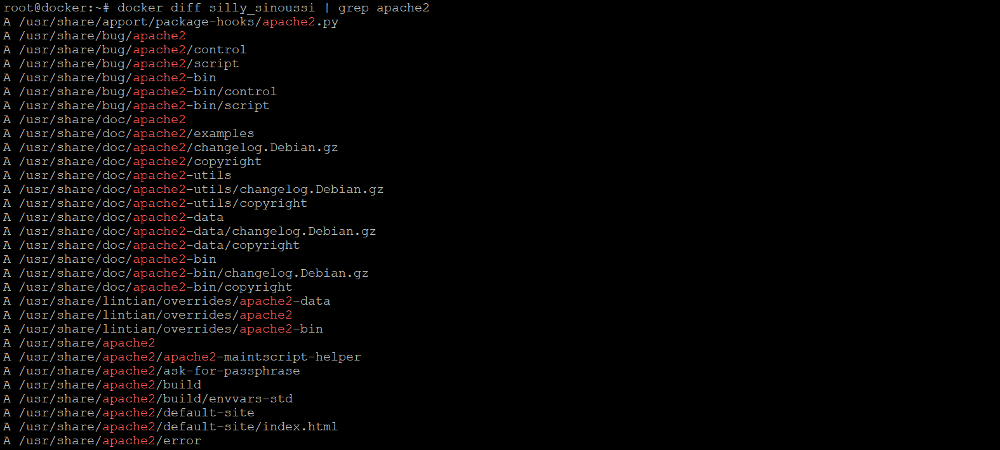 root@docker:~# docker diff silly_sinoussi | grep apache2
A /usr/share/apport/package-hooks/apache2.py
A /usr/share/bug/apache2
A /usr/share/bug/apache2/control
A /usr/share/bug/apache2/script
A /usr/share/bug/apache2-bin
A /usr/share/bug/apache2-bin/control
A /usr/share/bug/apache2-bin/script
A /usr/share/doc/apache2
A /usr/share/doc/apache2/examples
A /usr/share/doc/apache2/changelog.Debian.gz
A /usr/share/doc/apache2/copyright
A /usr/share/doc/apache2-utils
A /usr/share/doc/apache2-utils/changelog.Debian.gz
A /usr/share/doc/apache2-utils/copyright
A /usr/share/doc/apache2-data
A /usr/share/doc/apache2-data/changelog.Debian.gz
A /usr/share/doc/apache2-data/copyright
A /usr/share/doc/apache2-bin
A /usr/share/doc/apache2-bin/changelog.Debian.gz
A /usr/share/doc/apache2-bin/copyright
A /usr/share/lintian/overrides/apache2-data
A /usr/share/lintian/overrides/apache2
A /usr/share/lintian/overrides/apache2-bin
A /usr/share/apache2
A /usr/share/apache2/apache2-maintscript-helper
A /usr/share/apache2/ask-for-passphrase
A /usr/share/apache2/build
A /usr/share/apache2/build/envvars-std
A /usr/share/apache2/default-site
A /usr/share/apache2/default-site/index.html
A /usr/share/apache2/error